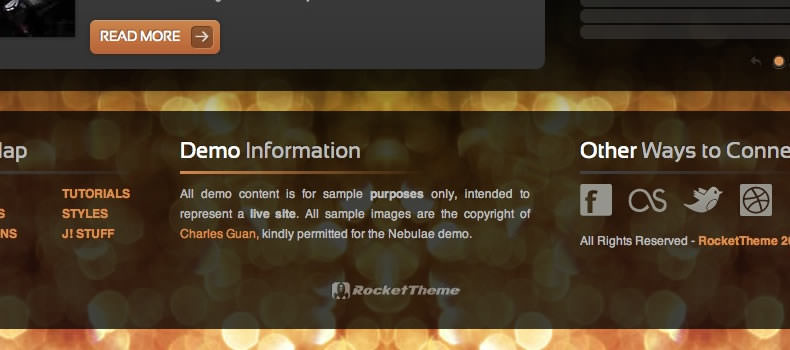 READ MORE
Map
TUTORIALS
STYLES
J! STUFF
Demo Information
All demo content is for sample purposes only, intended to
represent a live site. All sample images are the copyright of
Charles Guan, kindly permitted for the Nebulae demo.
Other Ways to Conne
All Rights Reserved - RocketTheme 20
RocketTheme